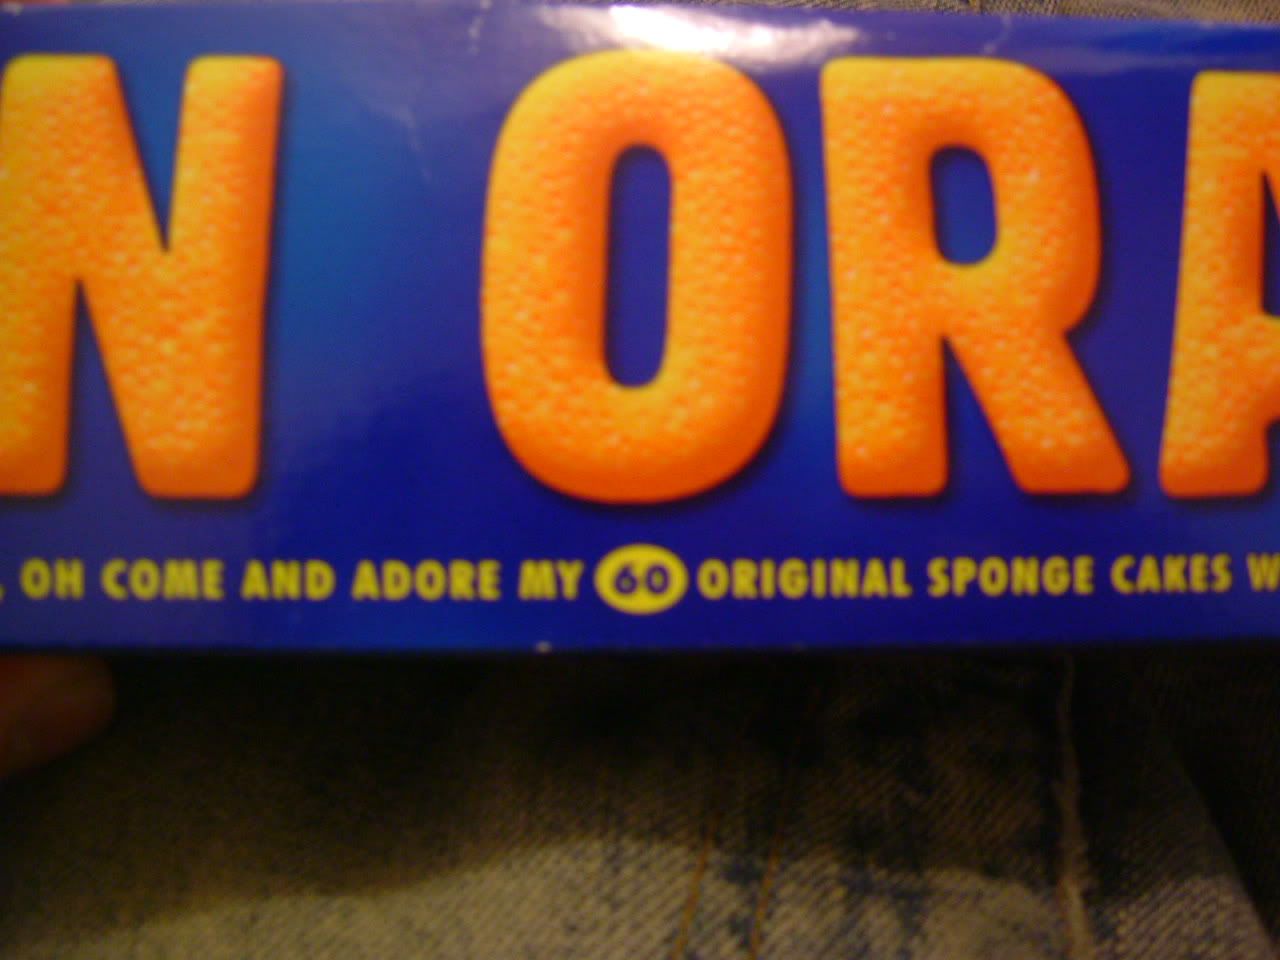 N ORA
, OH COME AND ADORE MY 60 ORIGINAL SPONGE CAKES W